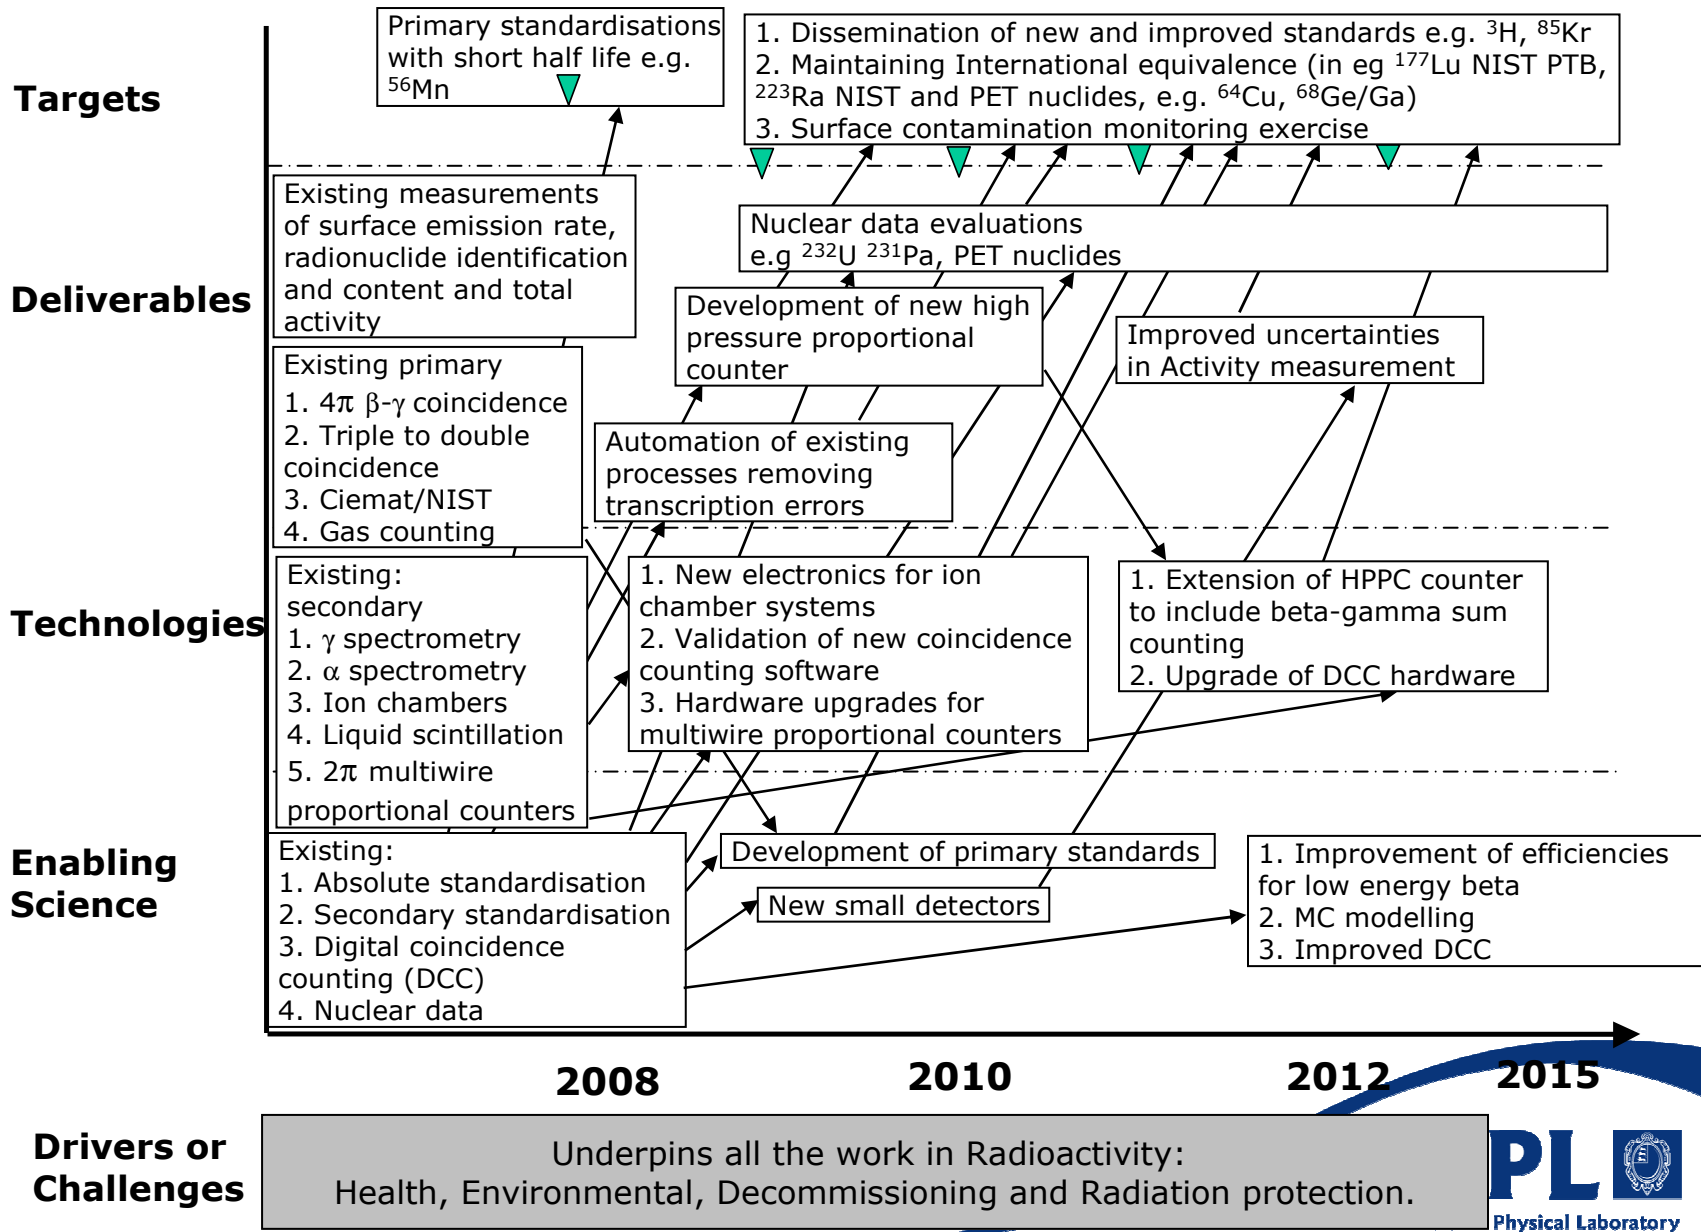 Targets
Primary standardisations
with short half life e.g.
⁵⁶Mn
1. Dissemination of new and improved standards e.g. ³H, ⁸⁵Kr
2. Maintaining International equivalence (in eg ¹⁷⁷Lu NIST PTB,
²²³Ra NIST and PET nuclides, e.g. ⁶⁴Cu, ⁶⁸Ge/Ga)
3. Surface contamination monitoring exercise
Deliverables
Existing measurements
of surface emission rate,
radionuclide identification
and content and total
activity
Nuclear data evaluations
e.g ²³²U ²³¹Pa, PET nuclides
Development of new high
pressure proportional
counter
Improved uncertainties
in Activity measurement
Existing primary
1. 4π β-γ coincidence
2. Triple to double
coincidence
3. Ciemat/NIST
4. Gas counting
Automation of existing
processes removing
transcription errors
Technologies
Existing:
secondary
1. γ spectrometry
2. α spectrometry
3. Ion chambers
4. Liquid scintillation
5. 2π multiwire
proportional counters
1. New electronics for ion
chamber systems
2. Validation of new coincidence
counting software
3. Hardware upgrades for
multiwire proportional counters
1. Extension of HPPC counter
to include beta-gamma sum
counting
2. Upgrade of DCC hardware
Enabling
Science
Existing:
1. Absolute standardisation
2. Secondary standardisation
3. Digital coincidence
counting (DCC)
4. Nuclear data
Development of primary standards
New small detectors
1. Improvement of efficiencies
for low energy beta
2. MC modelling
3. Improved DCC
2008
2010
2012
2015
Drivers or
Challenges
Underpins all the work in Radioactivity:
Health, Environmental, Decommissioning and Radiation protection.
PL
Physical Laboratory